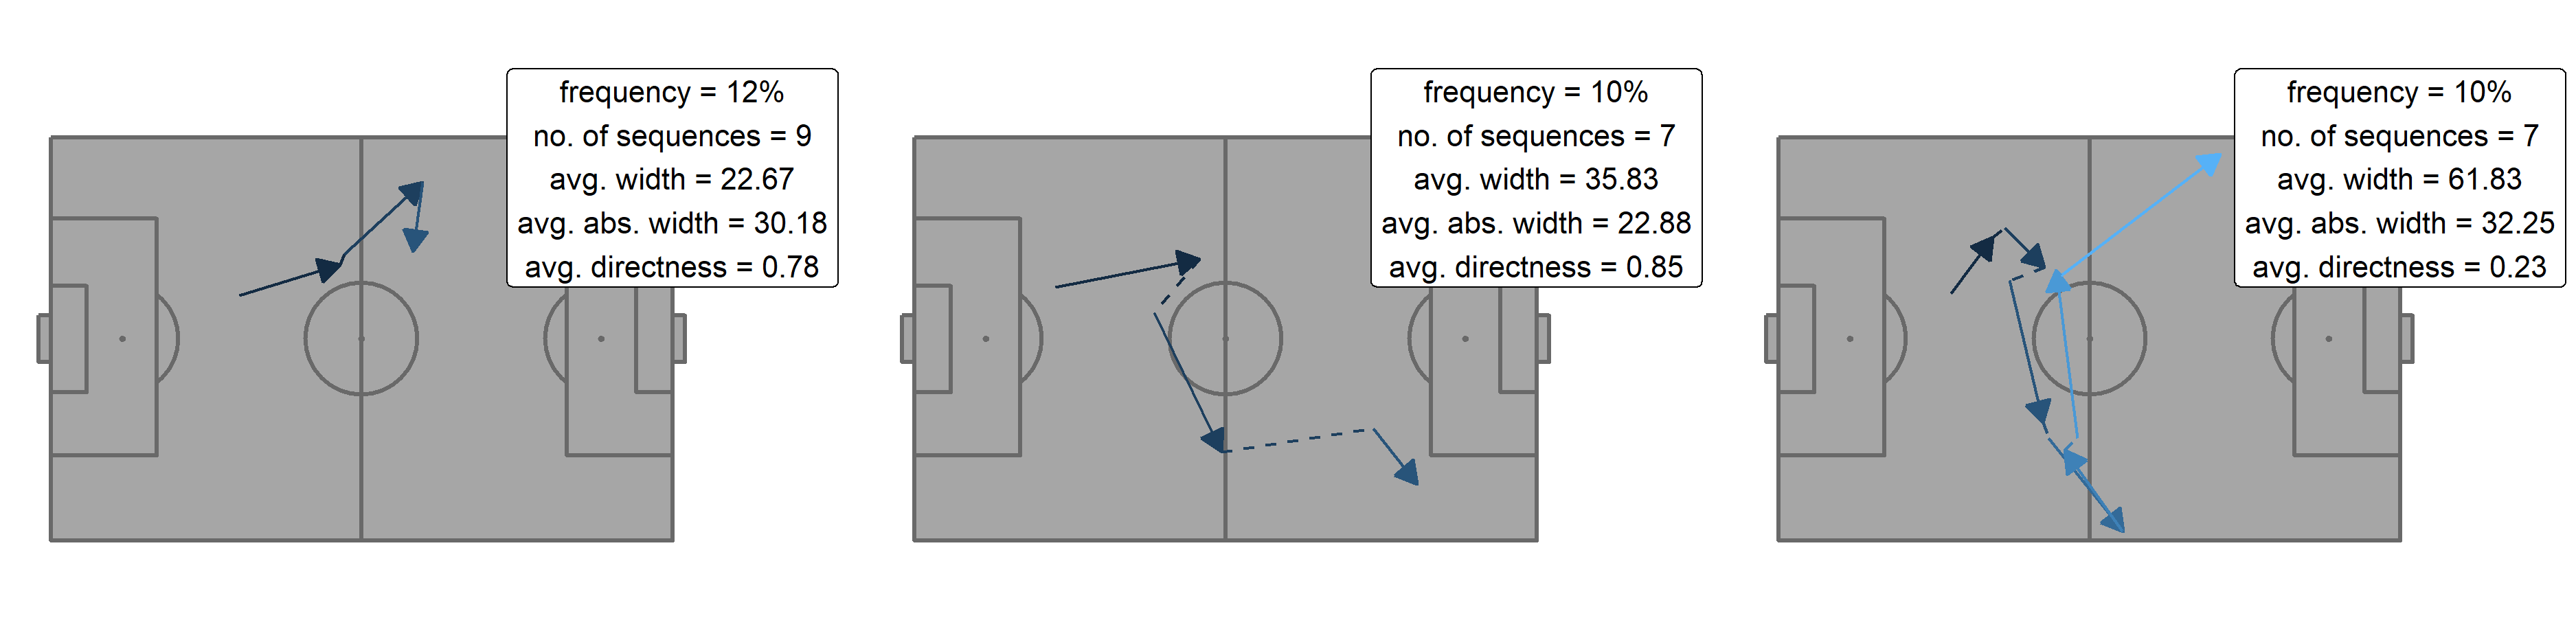 frequency = 12%
no. of sequences = 9
avg. width = 22.67
avg. abs. width = 30.18
avg. directness = 0.78
frequency = 10%
no. of sequences = 7
avg. width = 35.83
avg. abs. width = 22.88
avg. directness = 0.85
frequency = 10%
no. of sequences = 7
avg. width = 61.83
avg. abs. width = 32.25
avg. directness = 0.23